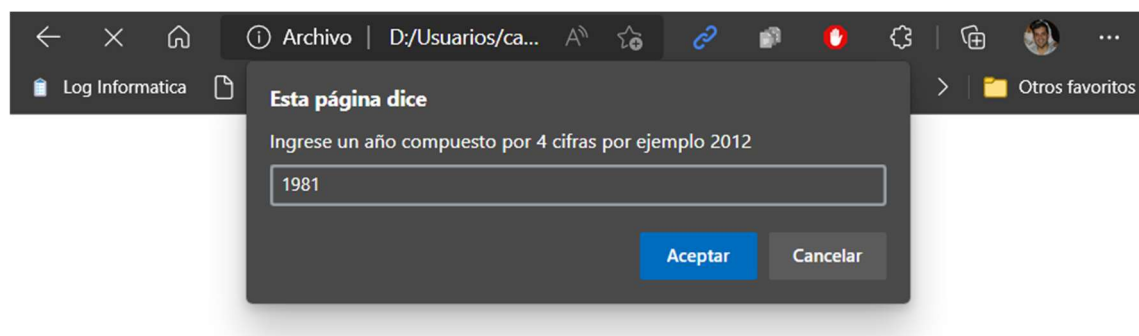 Archivo | D:/Usuarios/ca... A
Log Informatica
Otros favoritos
Esta página dice
Ingrese un año compuesto por 4 cifras por ejemplo 2012
1981
Aceptar Cancelar